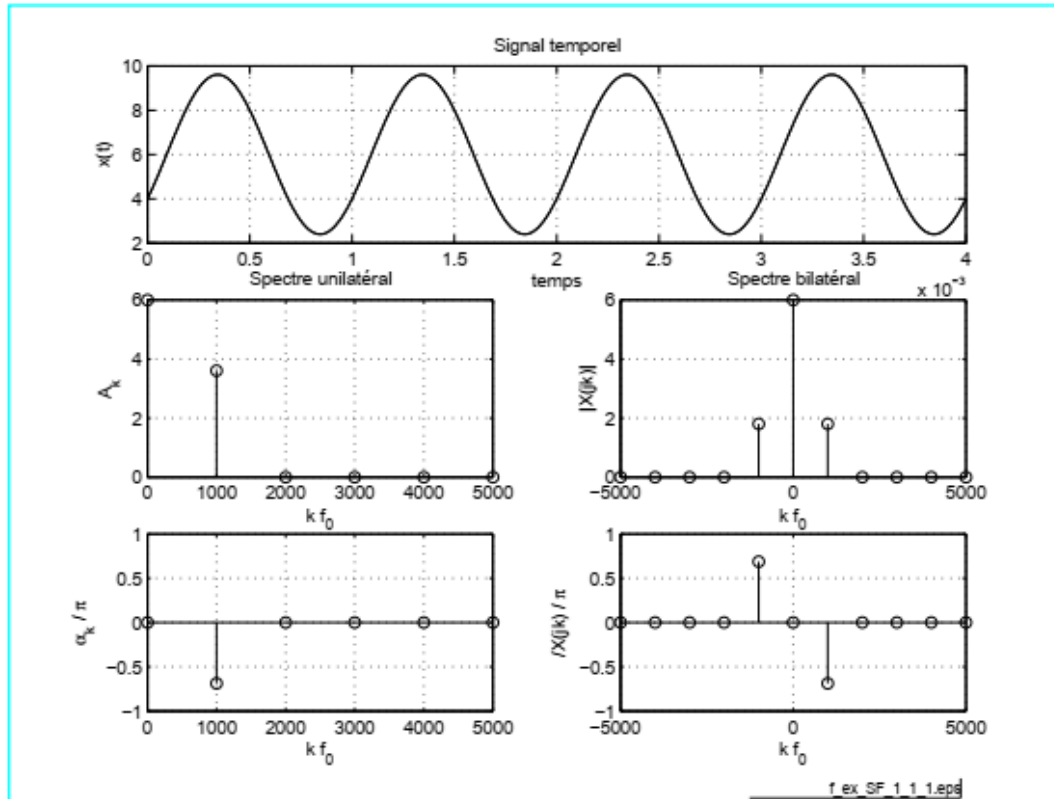 Signal temporel
x(t)
10
8
6
4
2
0 0.5 1 1.5 2 2.5 3 3.5 4
temps
x 10⁻³
Spectre unilatéral
A_k
6
4
2
0
0 1000 2000 3000 4000 5000
k f_0
Spectre bilatéral
|X(jk)|
6
4
2
0
−5000 0 5000
k f_0
α_k / π
1
0.5
0
−0.5
−1
0 1000 2000 3000 4000 5000
k f_0
/X(jk) / π
1
0.5
0
−0.5
−1
−5000 0 5000
k f_0
f_ex_SF_1_1_1.eps